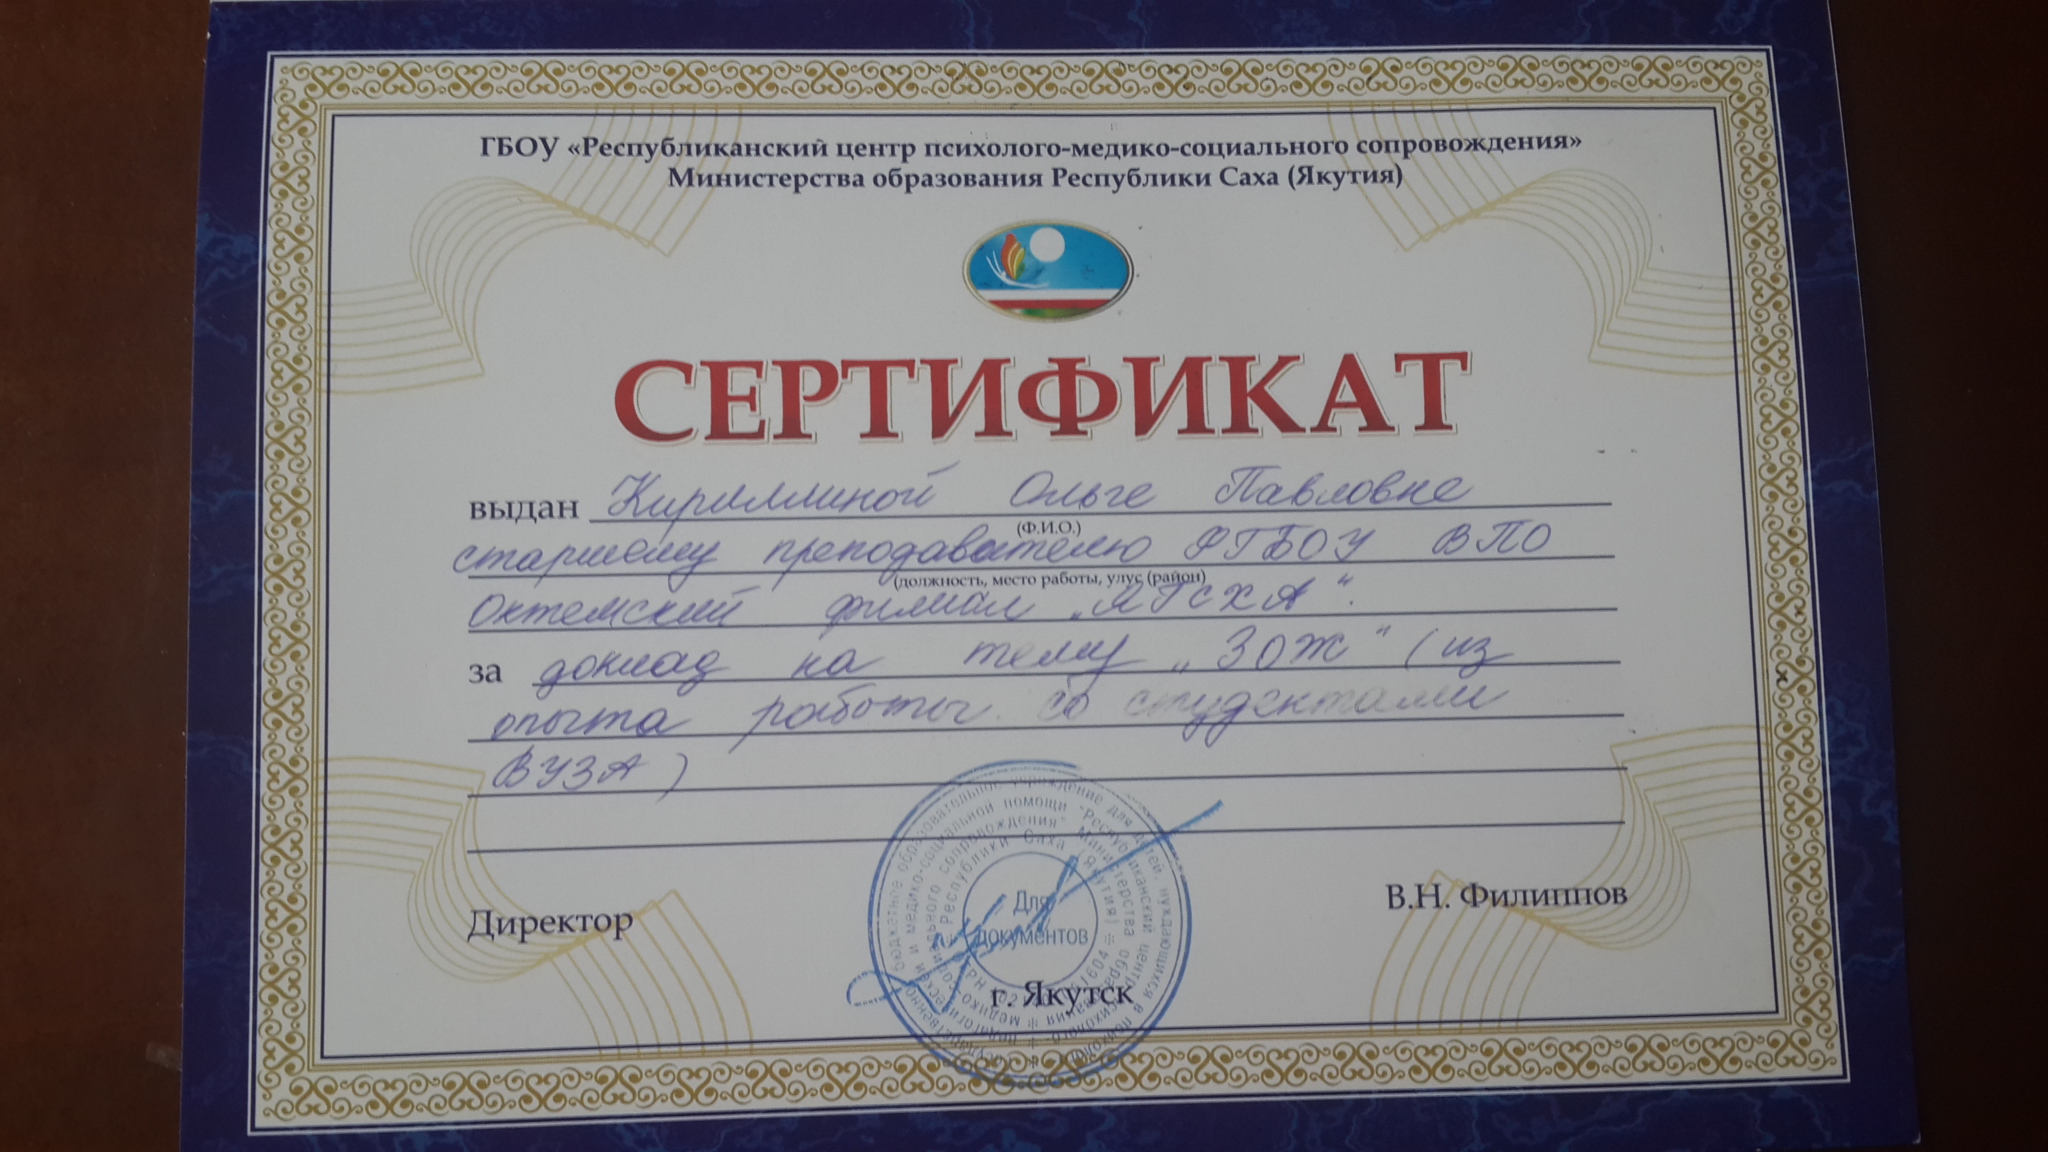 ГБОУ «Республиканский центр психолого-медико-социального сопровождения»
Министерства образования Республики Саха (Якутия)
СЕРТИФИКАТ
выдан Кириллиной Ольге Павловне
(Ф.И.О.)
старшему преподавателю ФГБОУ ВПО
(должность, место работы, улус (район)
Октемский филиал „ЯГСХА".
за доклад на тему „ЗОЖ" (из
опыта работы со студентами
ВУЗА)
Директор
В.Н. Филиппов
Для
документов
г. Якутск